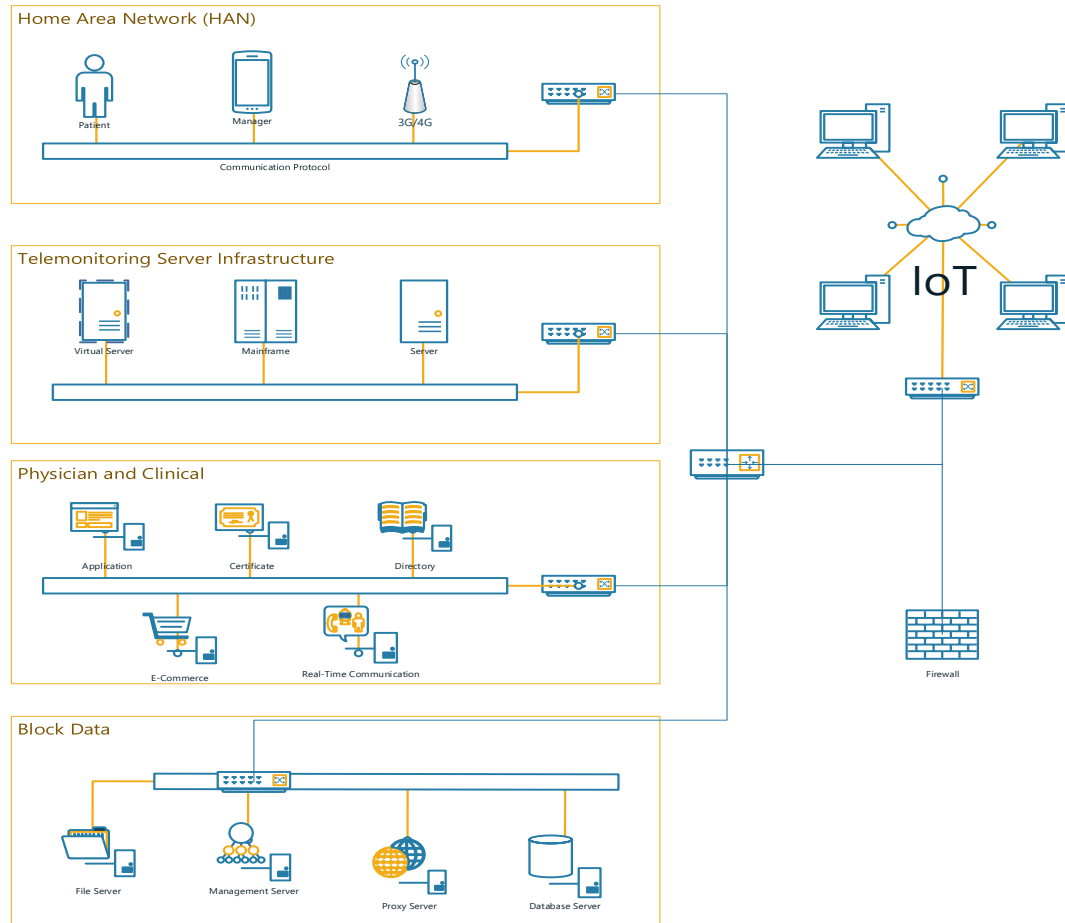 Home Area Network (HAN)
Patient
Manager
3G/4G
Communication Protocol
Telemonitoring Server Infrastructure
Virtual Server
Mainframe
Server
IoT
Physician and Clinical
Application
Certificate
Directory
E-Commerce
Real-Time Communication
Firewall
Block Data
File Server
Management Server
Proxy Server
Database Server